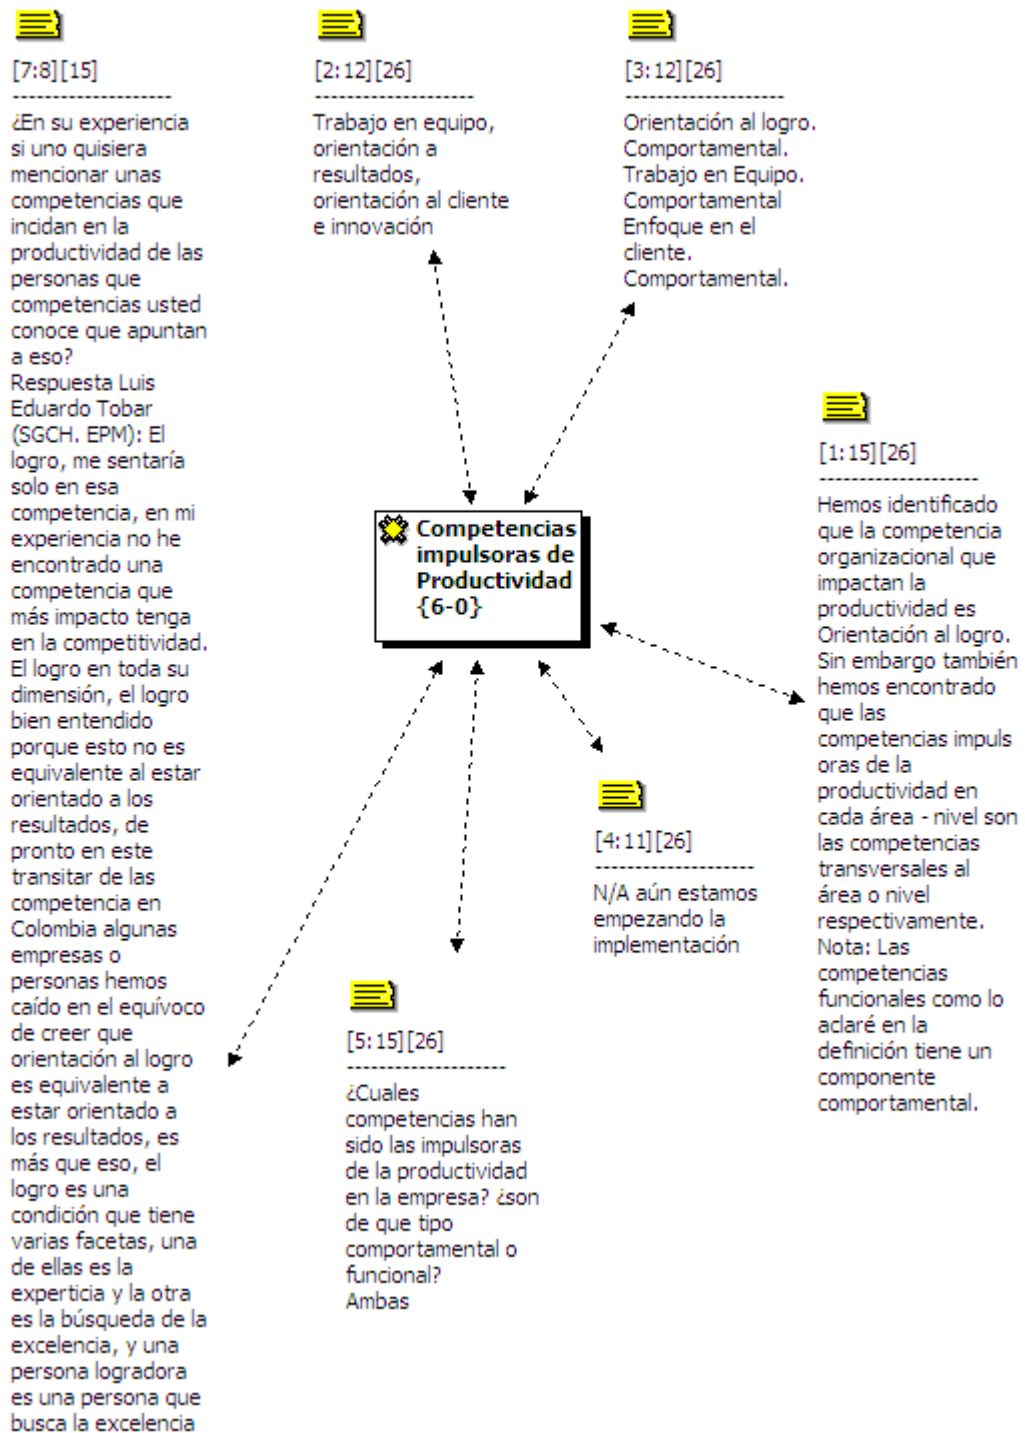 [7:8][15]
--------------------
¿En su experiencia
si uno quisiera
mencionar unas
competencias que
incidan en la
productividad de las
personas que
competencias usted
conoce que apuntan
a eso?
Respuesta Luis
Eduardo Tobar
(SGCH. EPM): El
logro, me sentaría
solo en esa
competencia, en mi
experiencia no he
encontrado una
competencia que
más impacto tenga
en la competitividad.
El logro en toda su
dimensión, el logro
bien entendido
porque esto no es
equivalente al estar
orientado a los
resultados, de
pronto en este
transitar de las
competencia en
Colombia algunas
empresas o
personas hemos
caído en el equívoco
de creer que
orientación al logro
es equivalente a
estar orientado a
los resultados, es
más que eso, el
logro es una
condición que tiene
varias facetas, una
de ellas es la
experticia y la otra
es la búsqueda de la
excelencia, y una
persona logradora
es una persona que
busca la excelencia
[2:12][26]
--------------------
Trabajo en equipo,
orientación a
resultados,
orientación al cliente
e innovación
[3:12][26]
--------------------
Orientación al logro.
Comportamental.
Trabajo en Equipo.
Comportamental
Enfoque en el
cliente.
Comportamental.
Competencias
impulsoras de
Productividad
{6-0}
[1:15][26]
--------------------
Hemos identificado
que la competencia
organizacional que
impactan la
productividad es
Orientación al logro.
Sin embargo también
hemos encontrado
que las
competencias impuls
oras de la
productividad en
cada área - nivel son
las competencias
transversales al
área o nivel
respectivamente.
Nota: Las
competencias
funcionales como lo
aclaré en la
definición tiene un
componente
comportamental.
[4:11][26]
--------------------
N/A aún estamos
empezando la
implementación
[5:15][26]
--------------------
¿Cuales
competencias han
sido las impulsoras
de la productividad
en la empresa? ¿son
de que tipo
comportamental o
funcional?
Ambas